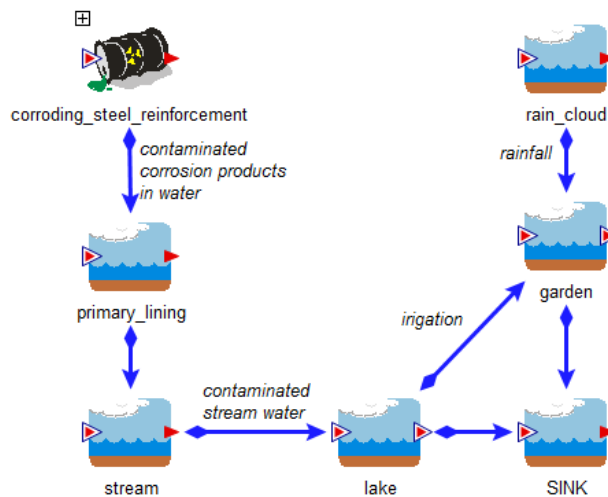 corroding_steel_reinforcement
rain_cloud
contaminated
corrosion products
in water
rainfall
primary_lining
garden
irigation
contaminated
stream water
stream
lake
SINK